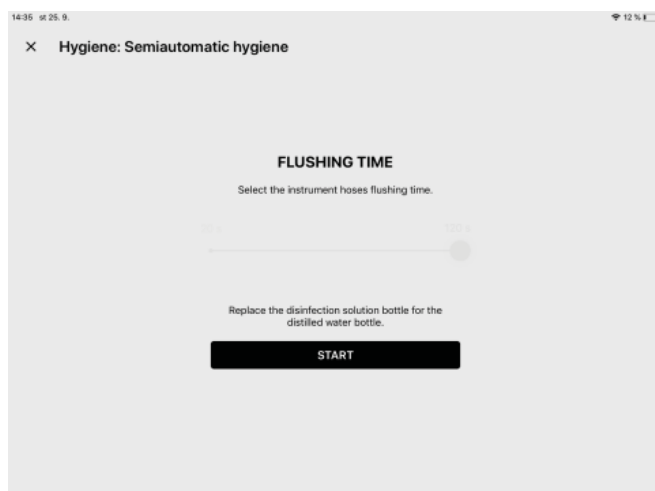 14:35 st 25. 9.
12 %
× Hygiene: Semiautomatic hygiene
FLUSHING TIME
Select the instrument hoses flushing time.
120 s
Replace the disinfection solution bottle for the
distilled water bottle.
START